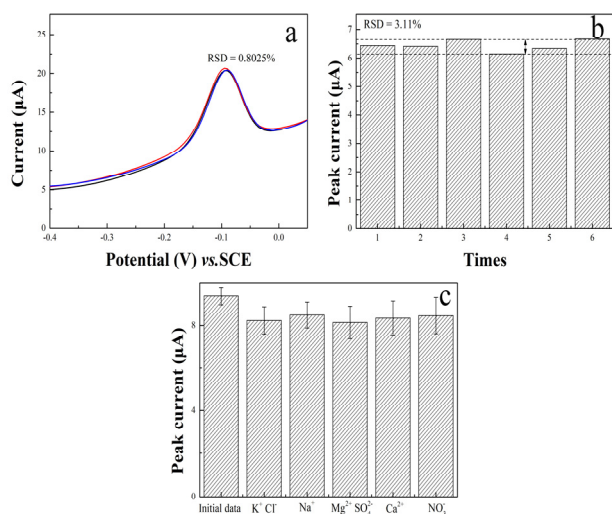 a
RSD = 0.8025%
25
20
15
10
5
0
Current (μA)
-0.4
-0.3
-0.2
-0.1
0.0
Potential (V) vs.SCE
b
RSD = 3.11%
7
6
5
4
3
2
1
0
Peak current (μA)
1
2
3
4
5
6
Times
c
8
4
0
Peak current (μA)
Initial data
K⁺ Cl⁻
Na⁺
Mg²⁺ SO₄²⁻
Ca²⁺
NO₃⁻